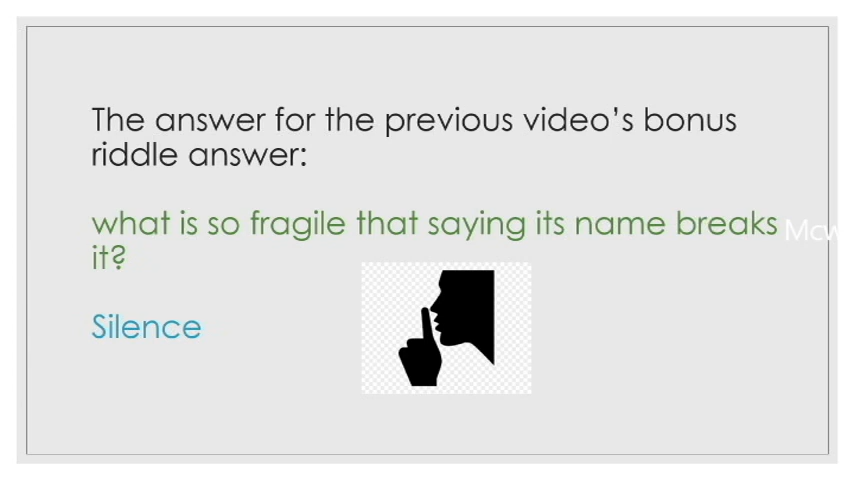 The answer for the previous video’s bonus
riddle answer:
what is so fragile that saying its name breaks
it?
Silence